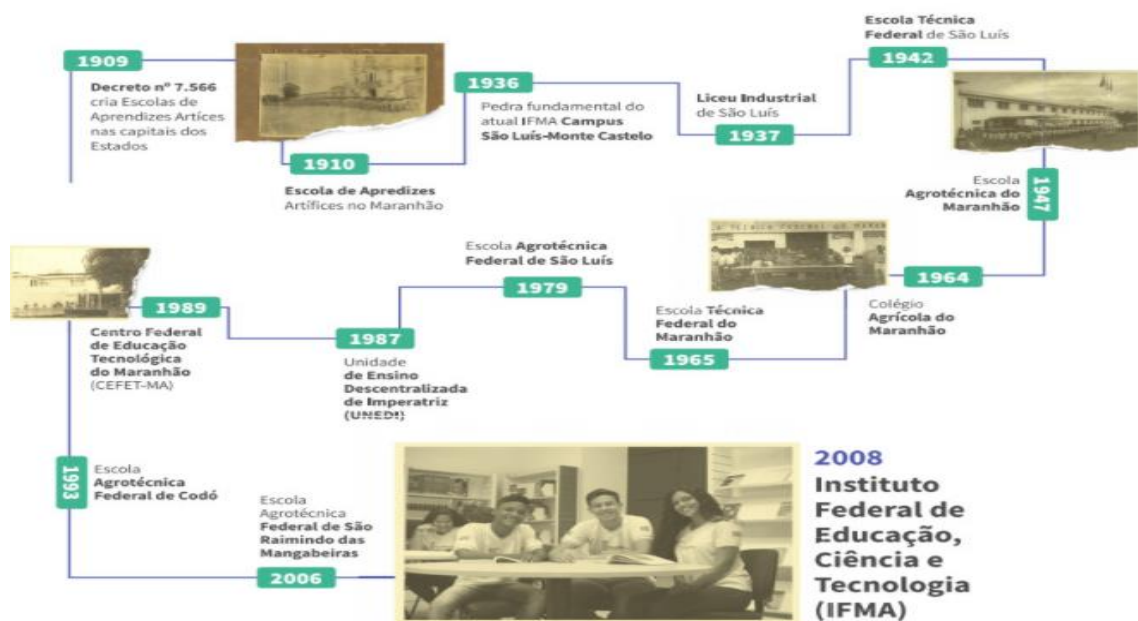 1909
Decreto nº 7.566
cria Escolas de
Aprendizes Artíces
nas capitais dos
Estados
1910
Escola de Apredizes
Artífices no Maranhão
1936
Pedra fundamental do
atual IFMA Campus
São Luís-Monte Castelo
Liceu Industrial
de São Luís
1937
Escola Técnica
Federal de São Luís
1942
Escola
Agrotécnica do
Maranhão
1947
1964
Colégio
Agrícola do
Maranhão
Escola Técnica
Federal do
Maranhão
1965
Escola Agrotécnica
Federal de São Luís
1979
1987
Unidade
de Ensino
Descentralizada
de Imperatriz
(UNEDI)
1989
Centro Federal
de Educação
Tecnológica
do Maranhão
(CEFET-MA)
1993
Escola
Agrotécnica
Federal de Codó
Escola
Agrotécnica
Federal de São
Raimindo das
Mangabeiras
2006
2008
Instituto
Federal de
Educação,
Ciência e
Tecnologia
(IFMA)